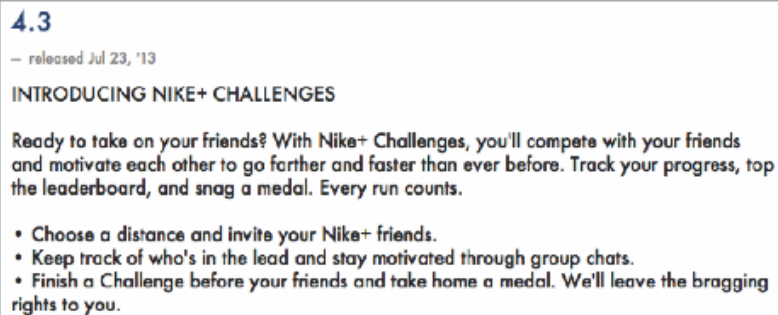 4.3
– released Jul 23, '13
INTRODUCING NIKE+ CHALLENGES
Ready to take on your friends? With Nike+ Challenges, you'll compete with your friends
and motivate each other to go farther and faster than ever before. Track your progress, top
the leaderboard, and snag a medal. Every run counts.
• Choose a distance and invite your Nike+ friends.
• Keep track of who's in the lead and stay motivated through group chats.
• Finish a Challenge before your friends and take home a medal. We'll leave the bragging
rights to you.